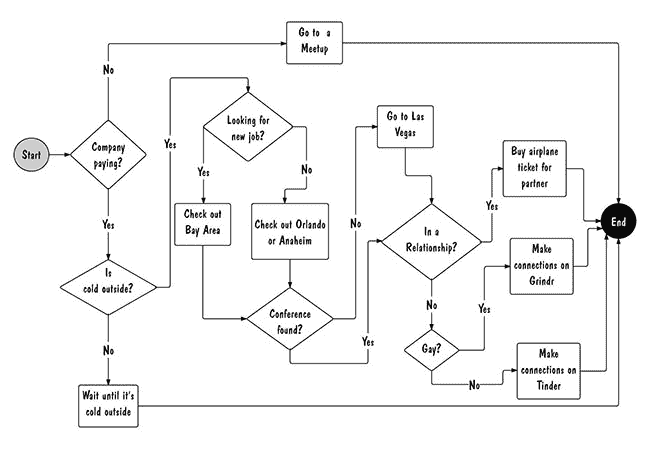 Go to a
Meetup
No
Looking for
new job?
Go to Las
Vegas
Start
Company
paying?
Yes
Yes
No
Buy airplane
ticket for
partner
Yes
Check out
Bay Area
Check out Orlando
or Anaheim
No
Yes
End
In a
Relationship?
Yes
Is
cold outside?
Make
connections on
Grindr
No
Yes
Conference
found?
Yes
Gay?
No
Make
connections on
Tinder
No
Wait until it's
cold outside